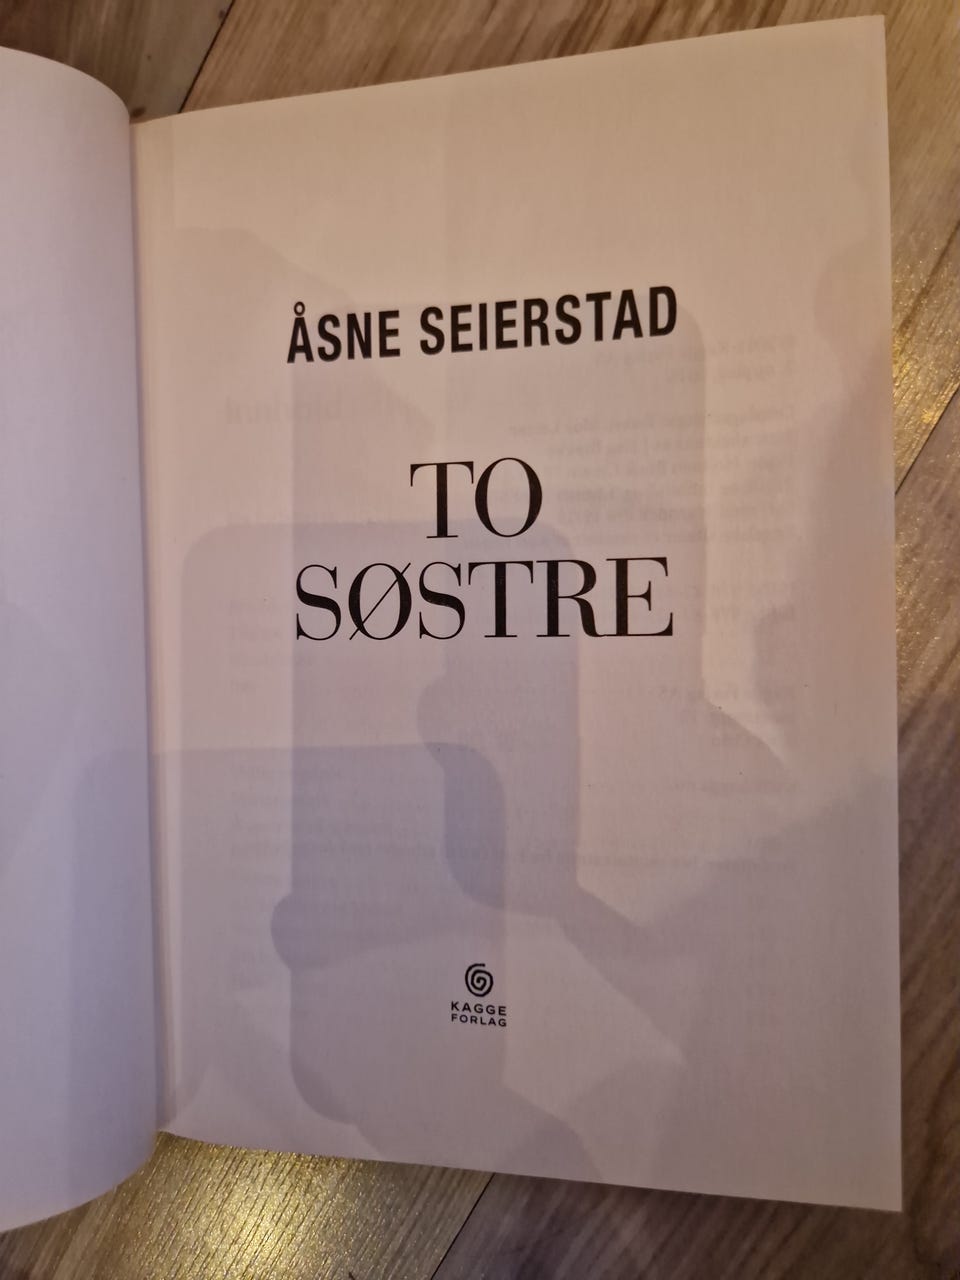 ÅSNE SEIERSTAD
TO
SØSTRE
KAGGE
FORLAG